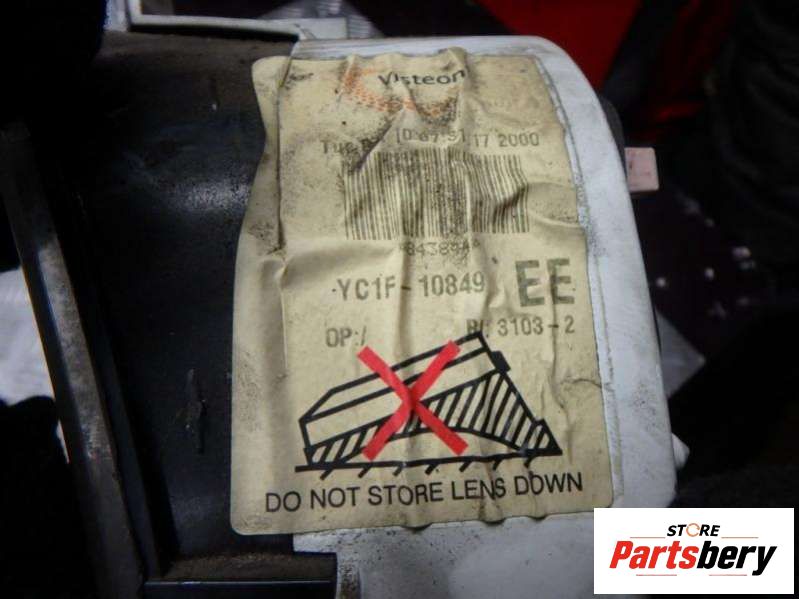 Visteon
17 2000
YC1F-10849 EE
OP:/ 3103-2
DO NOT STORE LENS DOWN
STORE
Partsbery